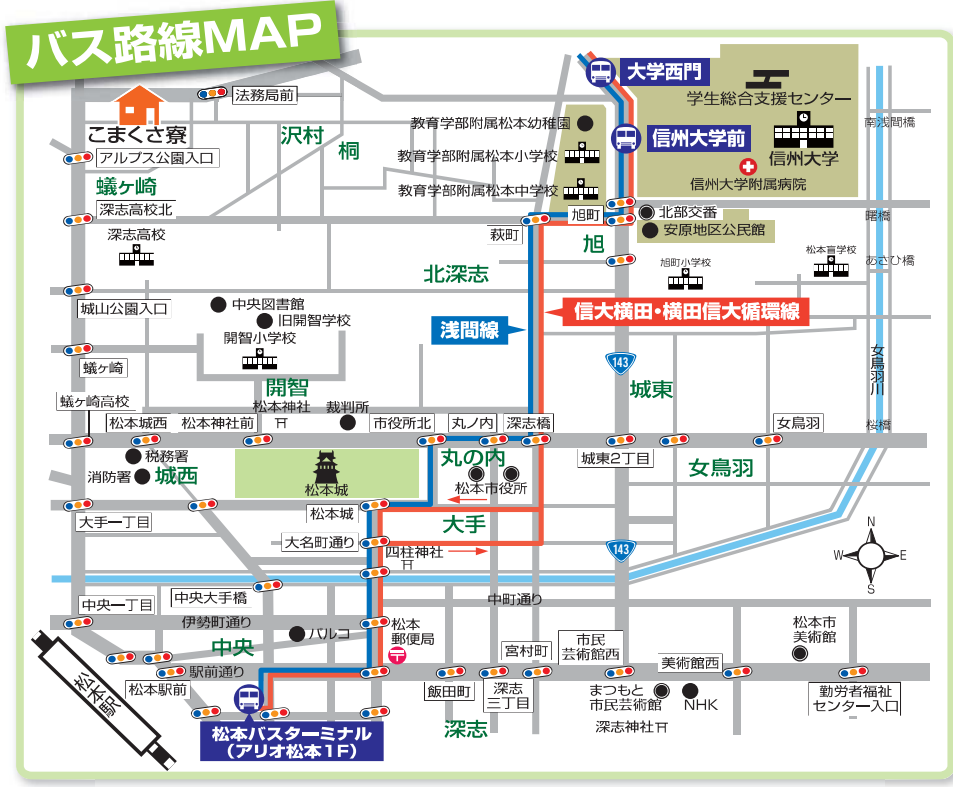 バス路線MAP
大学西門
法務局前
学生総合支援センター
こまくさ寮
教育学部附属松本幼稚園
信州大学前
南浅間橋
沢村
桐
アルプス公園入口
教育学部附属松本小学校
信州大学
蟻ヶ崎
教育学部附属松本中学校
信州大学附属病院
深志高校北
旭町
北部交番
曙橋
深志高校
萩町
安原地区公民館
旭
松本盲学校
あさひ橋
旭町小学校
北深志
城山公園入口
中央図書館
信大横田・横田信大循環線
旧開智学校
浅間線
開智小学校
蟻ヶ崎
143
女鳥羽川
開智
城東
蟻ヶ崎高校
松本神社
裁判所
松本城西
松本神社前
市役所北
丸ノ内
深志橋
女鳥羽
桜橋
税務署
丸の内
城東2丁目
女鳥羽
消防署
城西
松本城
松本市役所
大手一丁目
松本城
大手
大名町通り
四柱神社
143
N
W
E
S
中央一丁目
中央大手橋
中町通り
伊勢町通り
パルコ
松本
郵便局
松本市
美術館
中央
宮村町
市民
芸術館西
美術館西
駅前通り
松本駅
松本駅前
飯田町
深志
三丁目
まつもと
市民芸術館
NHK
勤労者福祉
センター入口
松本バスターミナル
(アリオ松本1F)
深志
深志神社